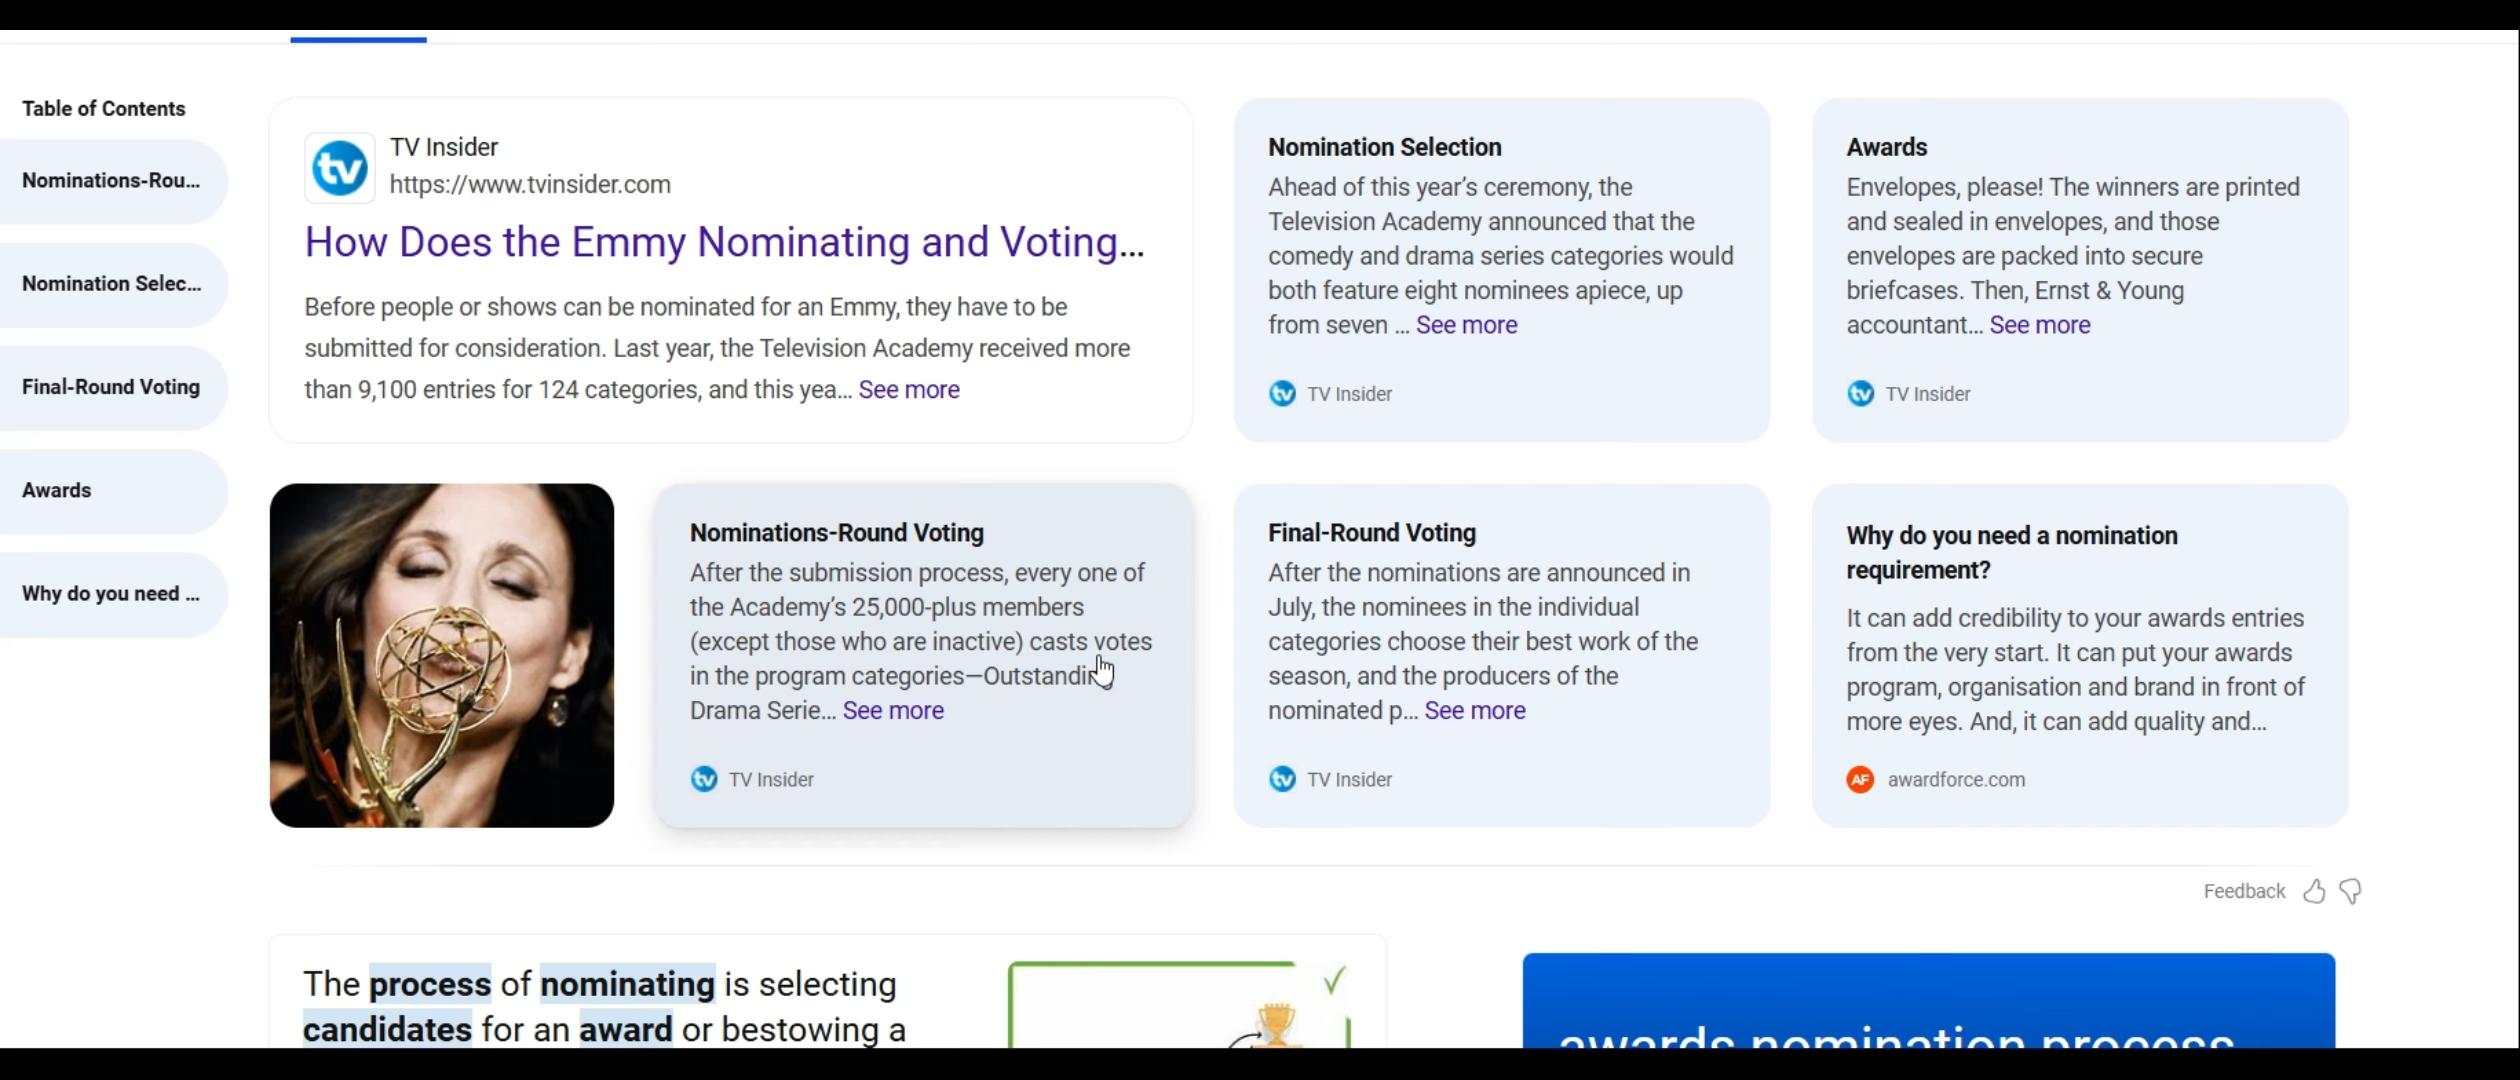 Table of Contents
Nominations-Rou...
Nomination Selec...
Final-Round Voting
Awards
Why do you need ...
tv
TV Insider
https://www.tvinsider.com
How Does the Emmy Nominating and Voting...
Before people or shows can be nominated for an Emmy, they have to be
submitted for consideration. Last year, the Television Academy received more
than 9,100 entries for 124 categories, and this yea... See more
Nomination Selection
Ahead of this year’s ceremony, the
Television Academy announced that the
comedy and drama series categories would
both feature eight nominees apiece, up
from seven ... See more
tv TV Insider
Awards
Envelopes, please! The winners are printed
and sealed in envelopes, and those
envelopes are packed into secure
briefcases. Then, Ernst & Young
accountant... See more
tv TV Insider
Nominations-Round Voting
After the submission process, every one of
the Academy’s 25,000-plus members
(except those who are inactive) casts votes
in the program categories—Outstanding
Drama Serie... See more
tv TV Insider
Final-Round Voting
After the nominations are announced in
July, the nominees in the individual
categories choose their best work of the
season, and the producers of the
nominated p... See more
tv TV Insider
Why do you need a nomination
requirement?
It can add credibility to your awards entries
from the very start. It can put your awards
program, organisation and brand in front of
more eyes. And, it can add quality and...
AF awardforce.com
Feedback
The process of nominating is selecting
candidates for an award or bestowing a
awards nomination process